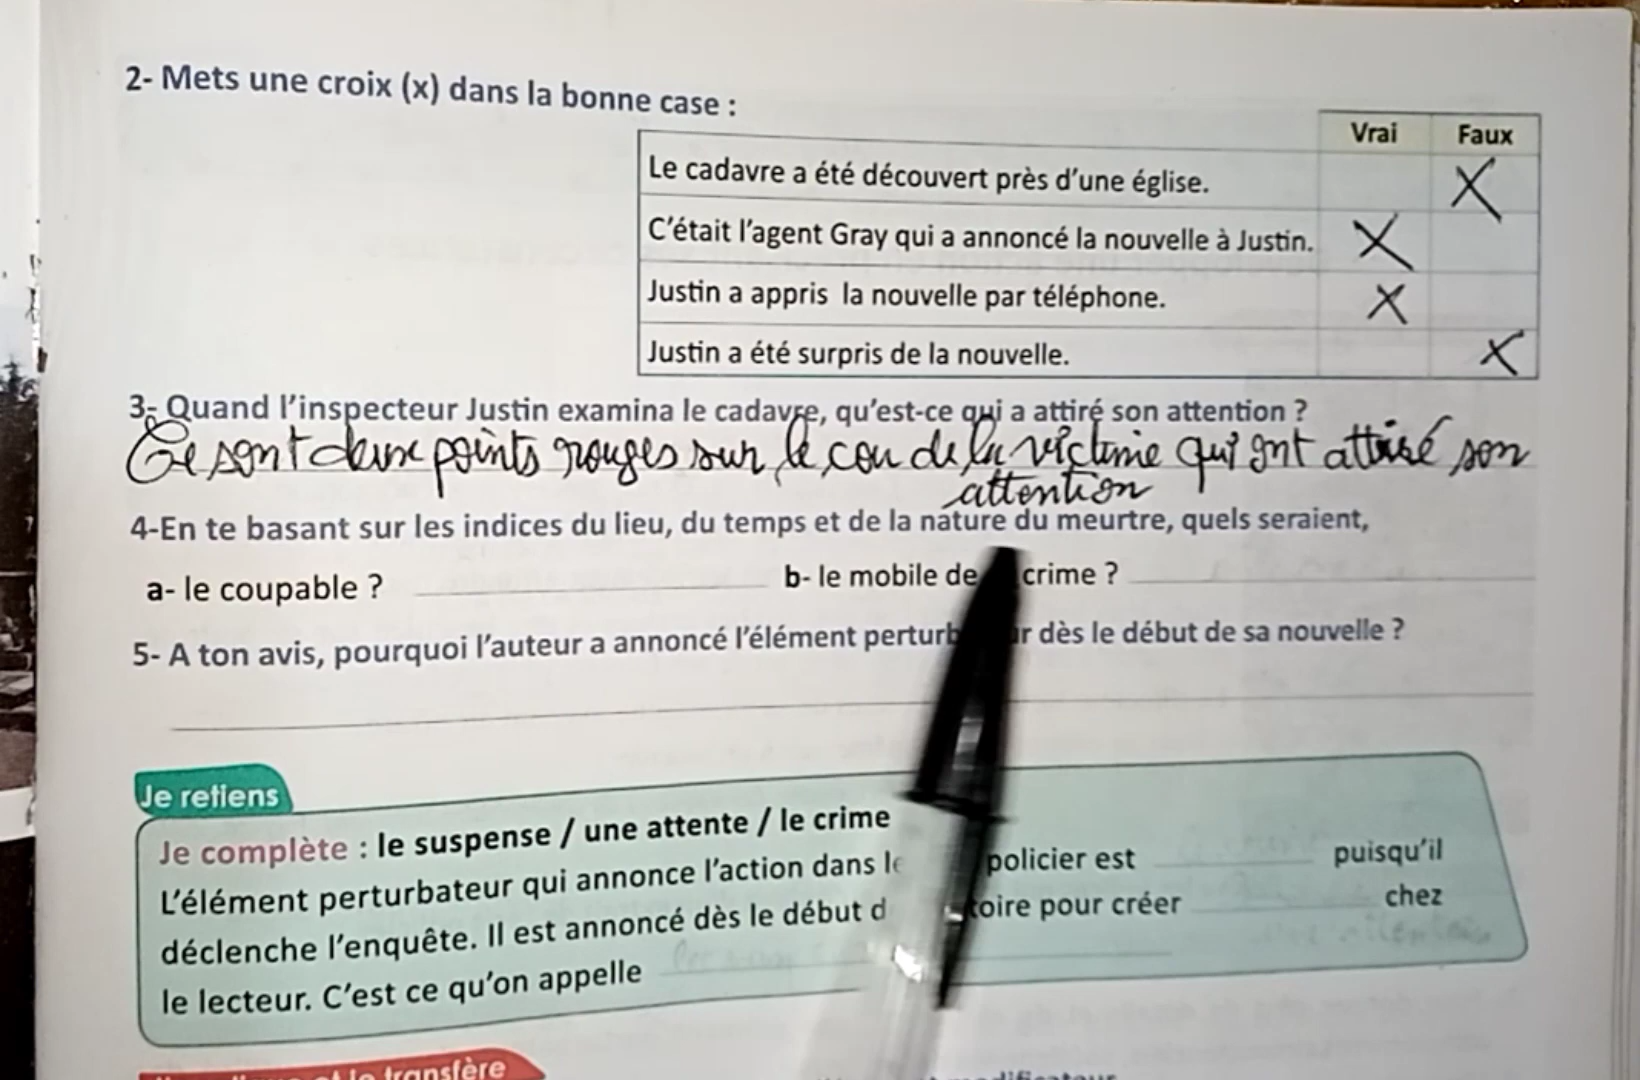 2- Mets une croix (x) dans la bonne case :
Vrai Faux
Le cadavre a été découvert près d'une église. X
C'était l'agent Gray qui a annoncé la nouvelle à Justin. X
Justin a appris la nouvelle par téléphone. X
Justin a été surpris de la nouvelle. X
3- Quand l'inspecteur Justin examina le cadavre, qu'est-ce qui a attiré son attention ?
Ce sont deux points rouges sur le cou de la victime qui ont attiré son
attention
4-En te basant sur les indices du lieu, du temps et de la nature du meurtre, quels seraient,
a- le coupable ? b- le mobile de crime ?
5- A ton avis, pourquoi l'auteur a annoncé l'élément dès le début de sa nouvelle ?
Je retiens
Je complète : le suspense / une attente / le crime
L'élément perturbateur qui annonce l'action dans policier est puisqu'il
déclenche l'enquête. Il est annoncé dès le début pour créer chez
le lecteur. C'est ce qu'on appelle
transfère